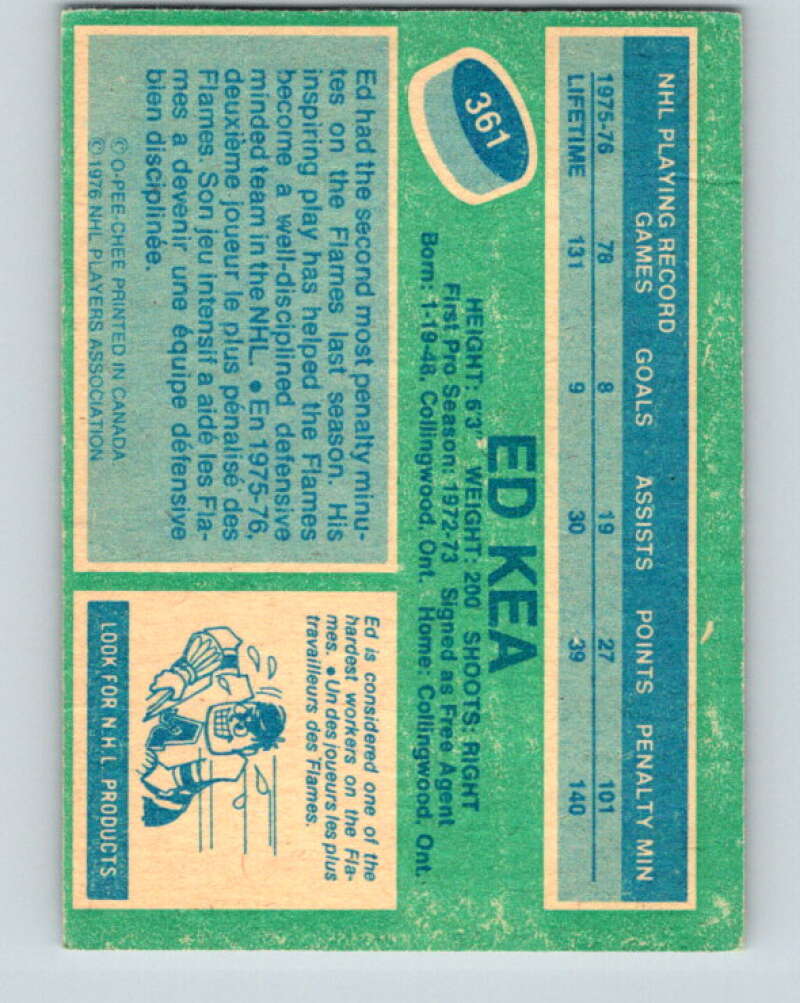 NHL PLAYING RECORD
GAMES GOALS ASSISTS POINTS PENALTY MIN
1975-76 78 8 19 27 101
LIFETIME 131 9 30 39 140
361
ED KEA
HEIGHT: 6'3" WEIGHT: 200 SHOOTS: RIGHT
First Pro Season: 1972-73 Signed as Free Agent
Born: 1-19-48, Collingwood, Ont. Home: Collingwood, Ont.
Ed had the second most penalty minu-
tes on the Flames last season. His
inspiring play has helped the Flames
become a well-disciplined defensive
minded team in the NHL. • En 1975-76,
deuxième joueur le plus pénalisé des
Flames. Son jeu intensif a aidé les Fla-
mes a devenir une équipe défensive
bien disciplinée.
© O-PEE-CHEE PRINTED IN CANADA.
© 1976 NHL PLAYERS ASSOCIATION
Ed is considered one of the
hardest workers on the Fla-
mes. • Un des joueurs les plus
travailleurs des Flames.
LOOK FOR N.H.L PRODUCTS